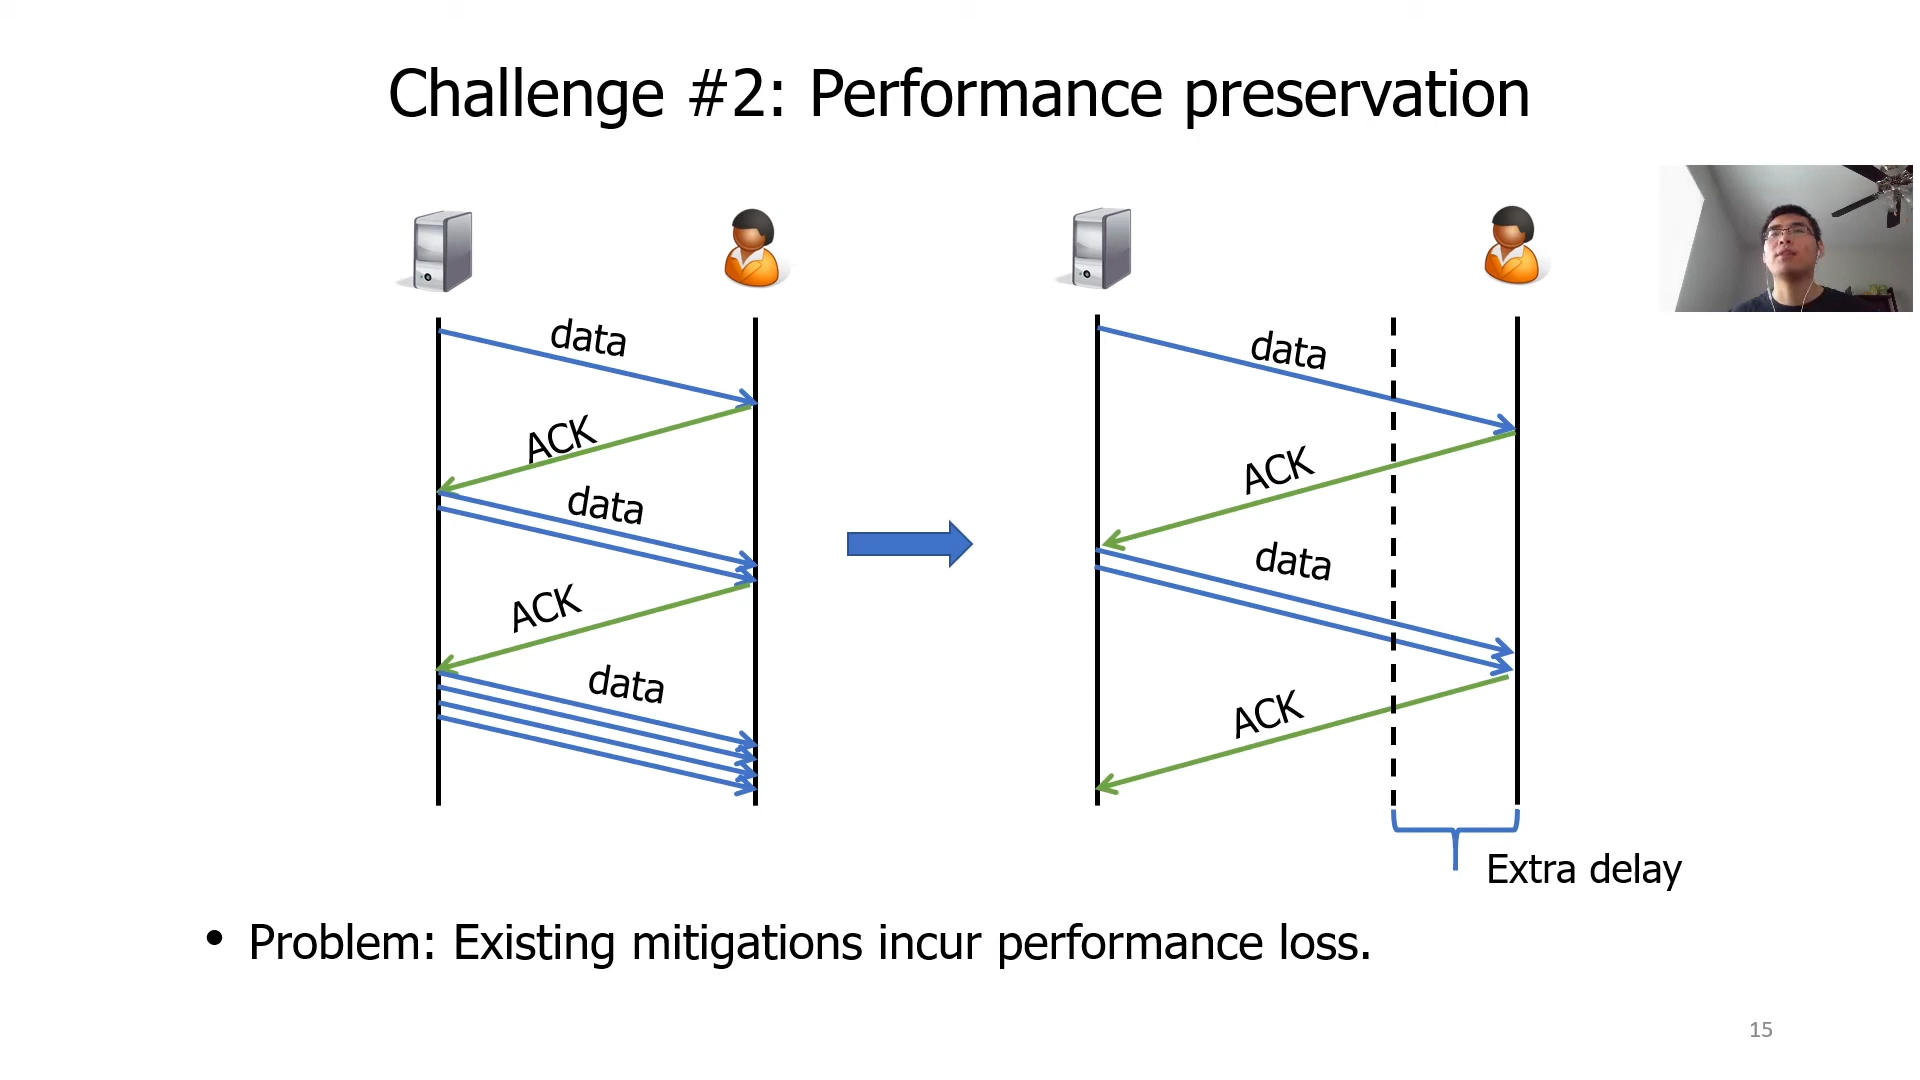 Challenge #2: Performance preservation
data
ACK
data
ACK
data
data
ACK
data
ACK
Extra delay
• Problem: Existing mitigations incur performance loss.
15